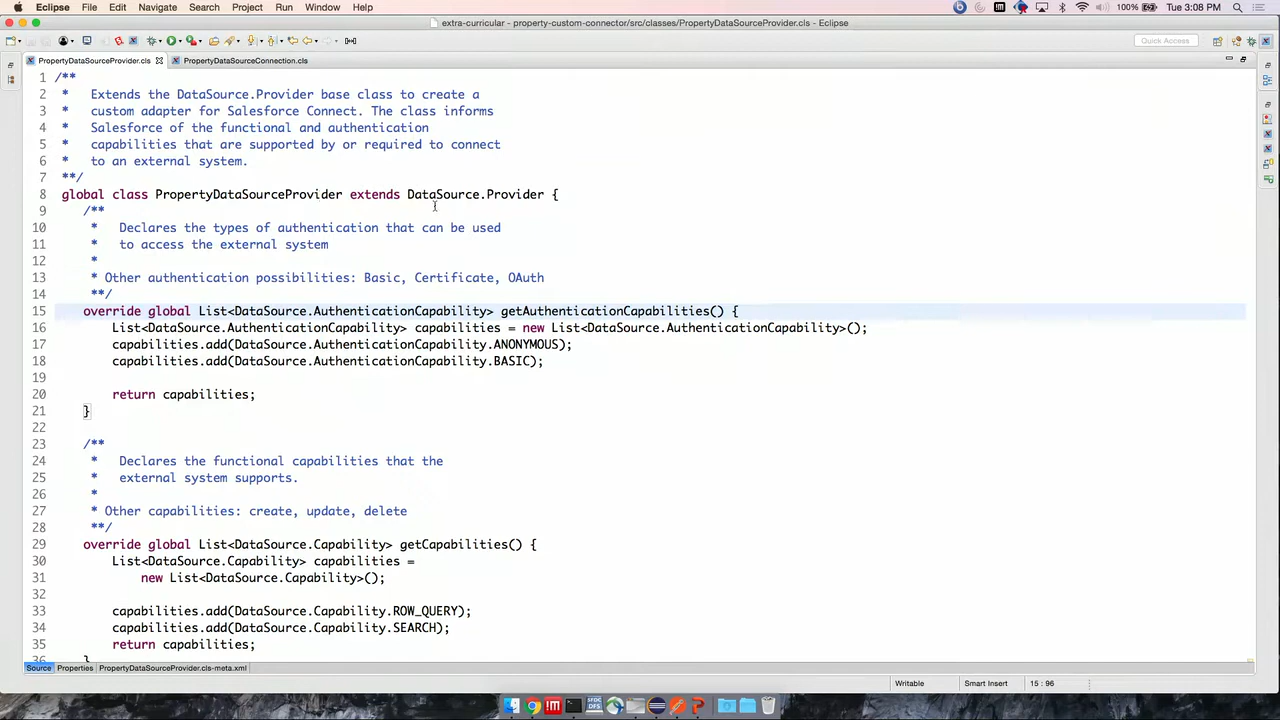 Eclipse File Edit Navigate Search Project Run Window Help 100% Tue 3:08 PM
extra-curricular - property-custom-connector/src/classes/PropertyDataSourceProvider.cls - Eclipse
Quick Access
PropertyDataSourceProvider.cls PropertyDataSourceConnection.cls
1 /**
2 * Extends the DataSource.Provider base class to create a
3 * custom adapter for Salesforce Connect. The class informs
4 * Salesforce of the functional and authentication
5 * capabilities that are supported by or required to connect
6 * to an external system.
7 **/
8 global class PropertyDataSourceProvider extends DataSource.Provider {
9 /**
10 * Declares the types of authentication that can be used
11 * to access the external system
12 *
13 * Other authentication possibilities: Basic, Certificate, OAuth
14 **/
15 override global List<DataSource.AuthenticationCapability> getAuthenticationCapabilities() {
16 List<DataSource.AuthenticationCapability> capabilities = new List<DataSource.AuthenticationCapability>();
17 capabilities.add(DataSource.AuthenticationCapability.ANONYMOUS);
18 capabilities.add(DataSource.AuthenticationCapability.BASIC);
19
20 return capabilities;
21 }
22
23 /**
24 * Declares the functional capabilities that the
25 * external system supports.
26 *
27 * Other capabilities: create, update, delete
28 **/
29 override global List<DataSource.Capability> getCapabilities() {
30 List<DataSource.Capability> capabilities =
31 new List<DataSource.Capability>();
32
33 capabilities.add(DataSource.Capability.ROW_QUERY);
34 capabilities.add(DataSource.Capability.SEARCH);
35 return capabilities;
36 }
Source Properties PropertyDataSourceProvider.cls-meta.xml
Writable Smart Insert 15 : 96